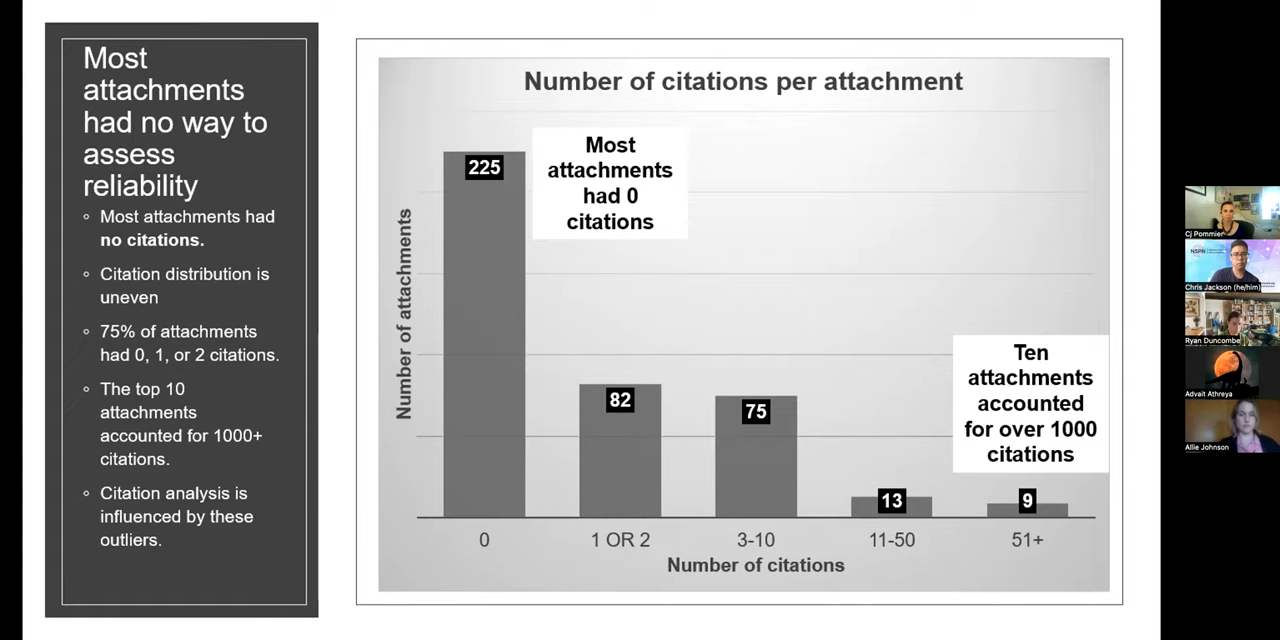 Most
attachments
had no way to
assess
reliability
Most attachments had
no citations.
Citation distribution is
uneven
75% of attachments
had 0, 1, or 2 citations.
The top 10
attachments
accounted for 1000+
citations.
Citation analysis is
influenced by these
outliers.
Number of citations per attachment
Number of attachments
225
Most
attachments
had 0
citations
82
75
13
9
Ten
attachments
accounted
for over 1000
citations
0
1 OR 2
3-10
11-50
51+
Number of citations
Cj Pommier
NSPN
Chris Jackson (he/him)
Ryan Duncombe
Advait Athreya
Allie Johnson